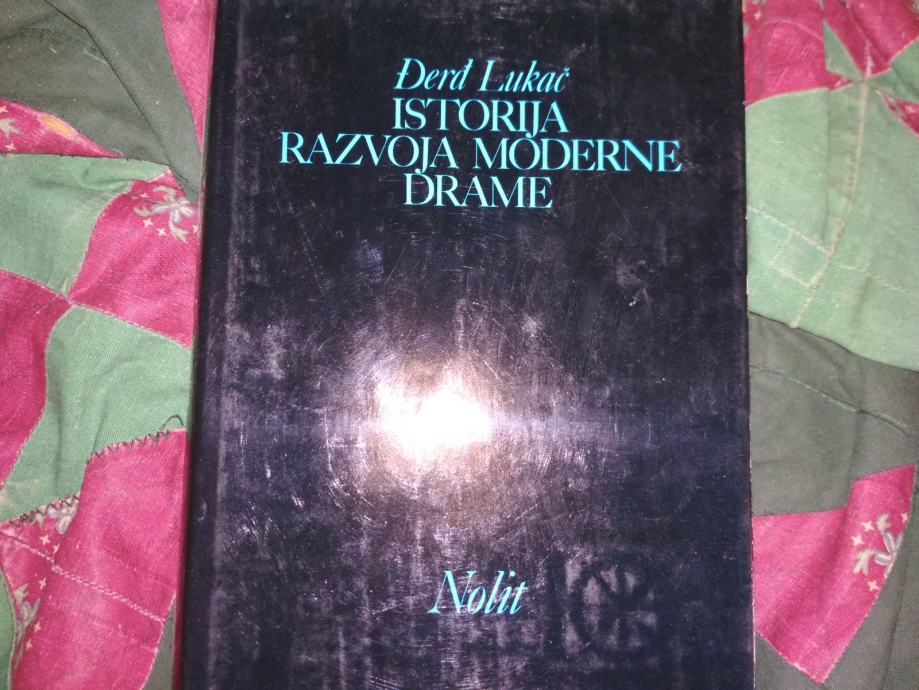 Đerđ Lukač
ISTORIJA
RAZVOJA MODERNE
DRAME
Nolit